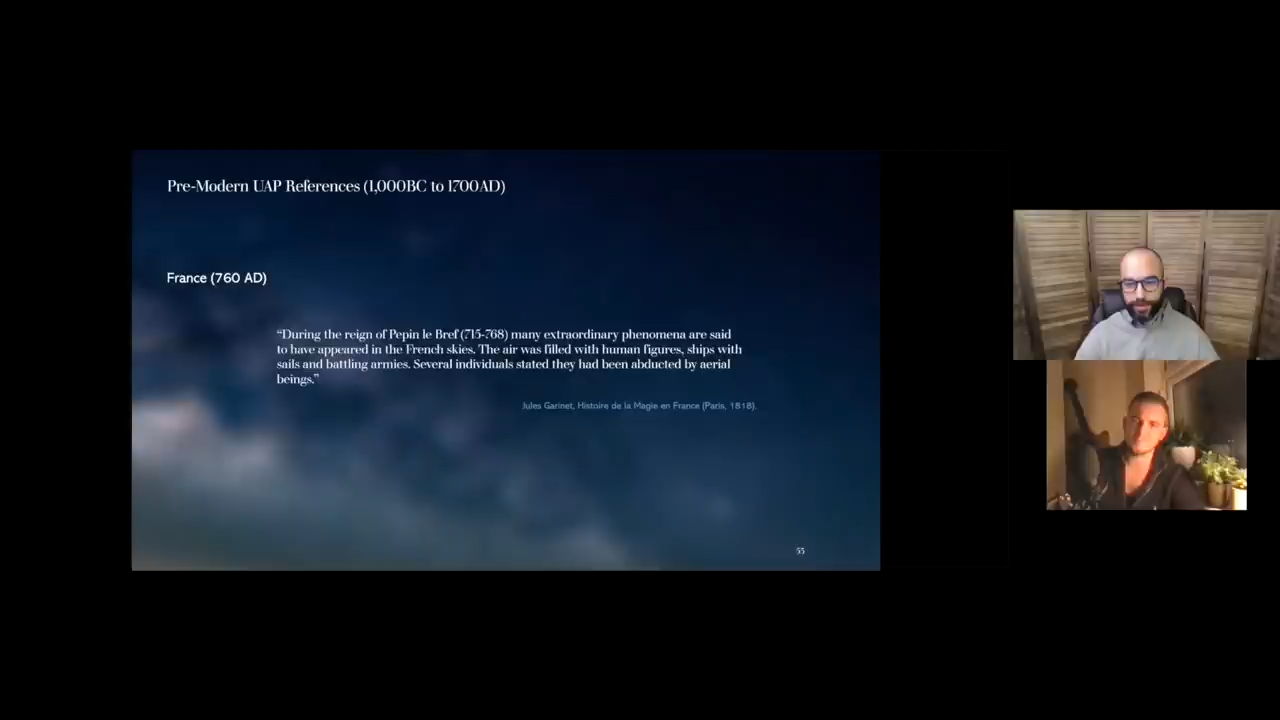 Pre-Modern UAP References (1,000BC to 1700AD)
France (760 AD)
“During the reign of Pepin le Bref (715-768) many extraordinary phenomena are said
to have appeared in the French skies. The air was filled with human figures, ships with
sails and battling armies. Several individuals stated they had been abducted by aerial
beings.”
Jules Garinet, Histoire de la Magie en France (Paris, 1818).
55